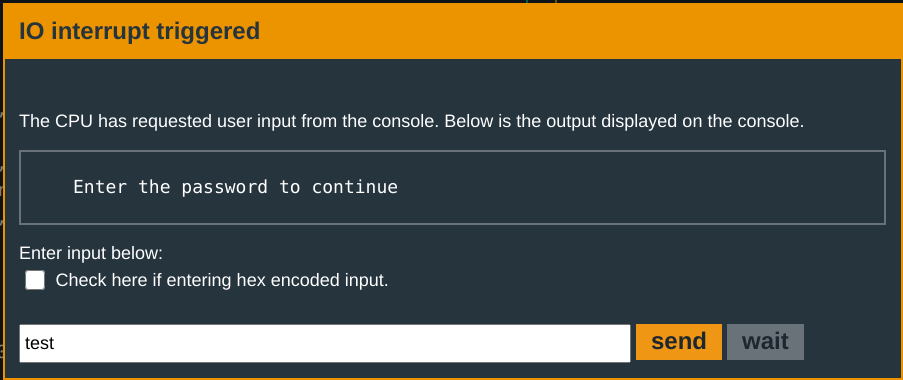 IO interrupt triggered
The CPU has requested user input from the console. Below is the output displayed on the console.
Enter the password to continue
Enter input below:
Check here if entering hex encoded input.
test
send
wait